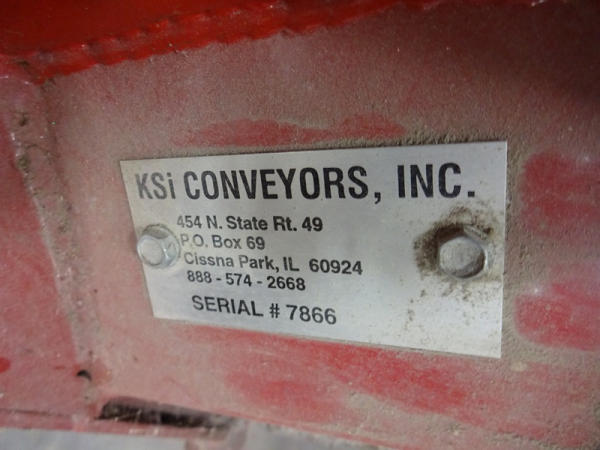 KSi CONVEYORS, INC.
454 N. State Rt. 49
P.O. Box 69
Cissna Park, IL 60924
888 - 574 - 2668
SERIAL # 7866